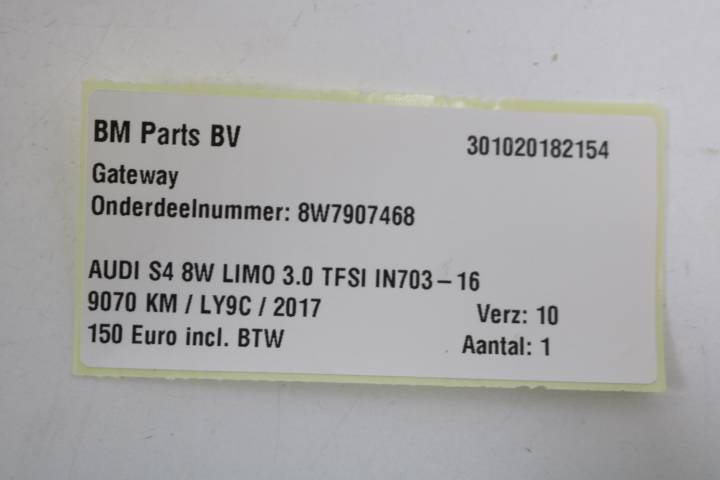 BM Parts BV 301020182154
Gateway
Onderdeelnummer: 8W7907468
AUDI S4 8W LIMO 3.0 TFSI IN703-16
9070 KM / LY9C / 2017 Verz: 10
150 Euro incl. BTW Aantal: 1